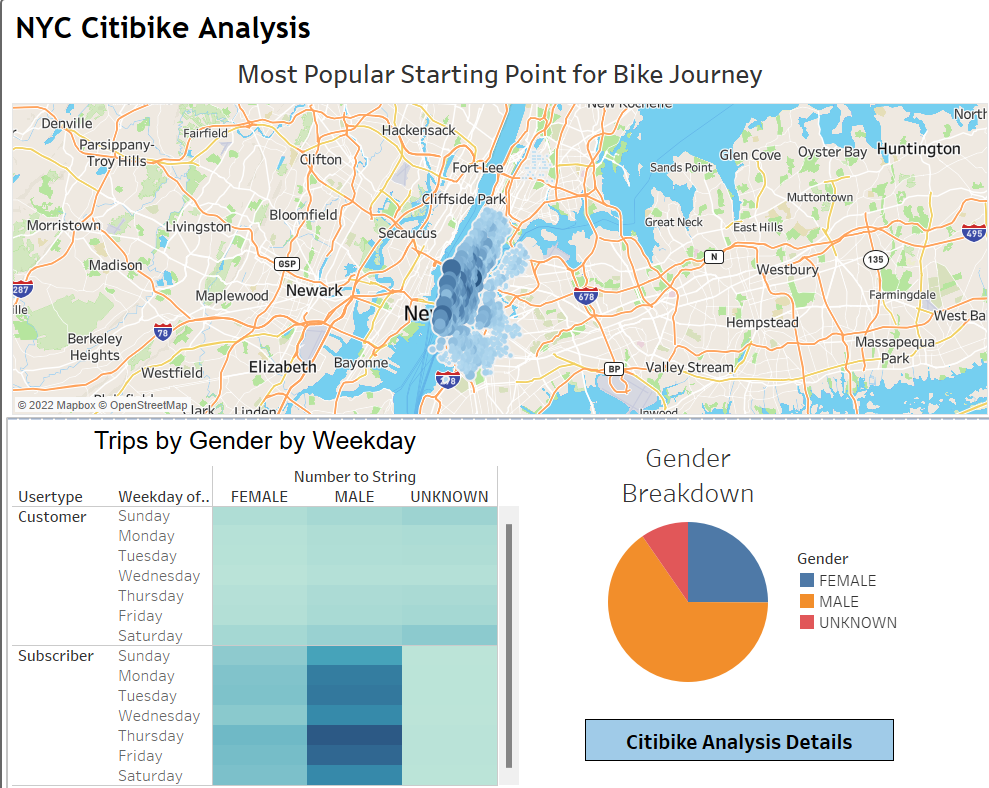 NYC Citibike Analysis
Most Popular Starting Point for Bike Journey
New Rochelle
Denville
Hackensack
North
Fairfield
Parsippany-
Troy Hills
Clifton
Glen Cove
Oyster Bay
Huntington
Fort Lee
Sands Point
Cliffside Park
Muttontown
Morristown
Livingston
Bloomfield
Secaucus
Great Neck
East Hills
495
Madison
GSP
N
135
Westbury
287
Maplewood
Newark
678
Farmingdale
lle
Ne
West Ba
78
Hempstead
Berkeley
Heights
Massapequa
Park
Westfield
Elizabeth
Bayonne
BP
Valley Stream
© 2022 Mapbox © OpenStreetMap
lark
Linden
Inwood
Trips by Gender by Weekday
Number to String
Usertype Weekday of.. FEMALE MALE UNKNOWN
Customer Sunday
Monday
Tuesday
Wednesday
Thursday
Friday
Saturday
Subscriber Sunday
Monday
Tuesday
Wednesday
Thursday
Friday
Saturday
Gender
Breakdown
Gender
FEMALE
MALE
UNKNOWN
Citibike Analysis Details